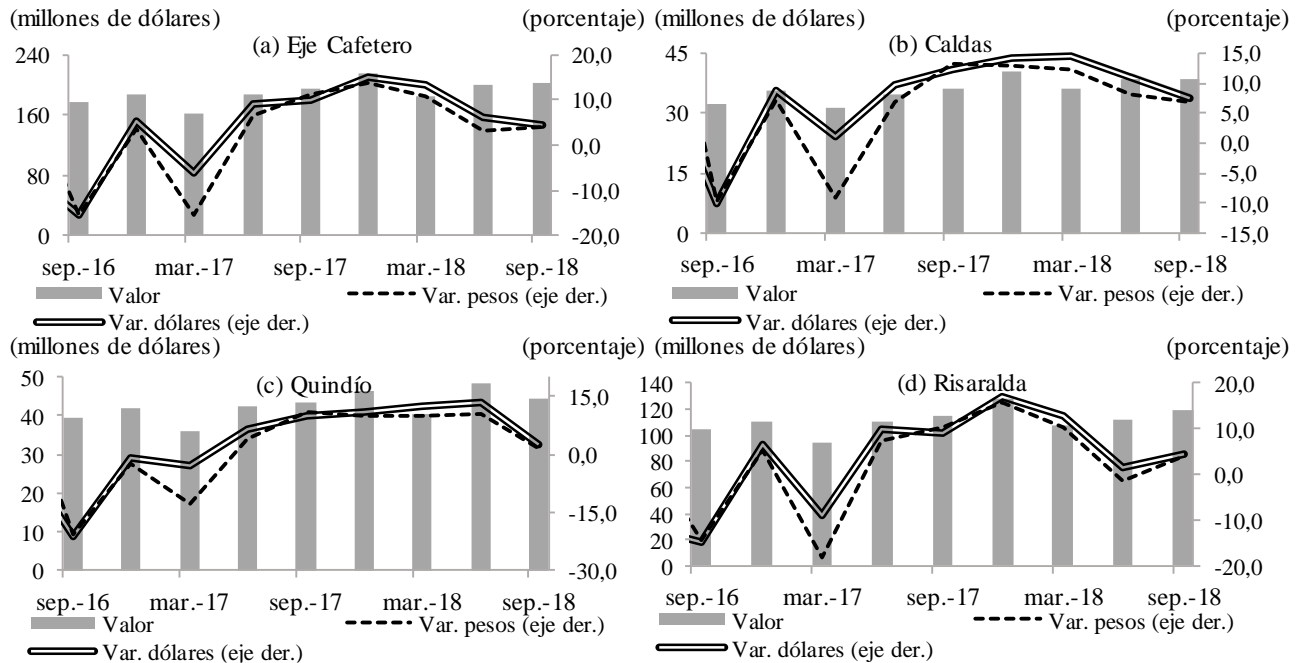 (millones de dólares) (porcentaje)
(a) Eje Cafetero
240 20,0
10,0
160
0,0
80
-10,0
0 -20,0
sep.-16 mar.-17 sep.-17 mar.-18 sep.-18
Valor Var. pesos (eje der.)
Var. dólares (eje der.)
(millones de dólares) (porcentaje)
(b) Caldas
45 15,0
10,0
30 5,0
0,0
15 -5,0
-10,0
0 -15,0
sep.-16 mar.-17 sep.-17 mar.-18 sep.-18
Valor Var. pesos (eje der.)
Var. dólares (eje der.)
(millones de dólares) (porcentaje)
(c) Quindío
50
40 15,0
30 0,0
20
-15,0
10
0 -30,0
sep.-16 mar.-17 sep.-17 mar.-18 sep.-18
Valor Var. pesos (eje der.)
Var. dólares (eje der.)
(millones de dólares) (porcentaje)
(d) Risaralda
140 20,0
120
100 10,0
80
60 0,0
40 -10,0
20
0 -20,0
sep.-16 mar.-17 sep.-17 mar.-18 sep.-18
Valor Var. pesos (eje der.)
Var. dólares (eje der.)